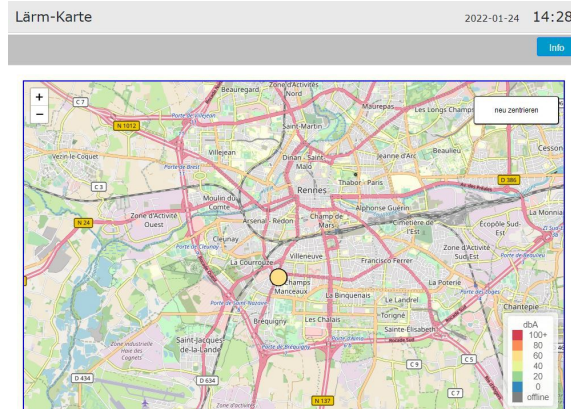 Lärm-Karte
2022-01-24 14:28
Info
+
−
neu zentrieren
Zone d'Activités
Nord
Beauregard
Maurepas
Les Longs Champs
C 7
Porte de Villejean
N 1012
Saint-Martin
Villejean
Dinan - Saint-
Malo
Jeanne d'Arc
Beaulieu
Cesson
Vezin-le-Coquet
Porte de Brest
Thabor - Paris
Rennes
C 3
D 386
Moulin du
Comte
Alphonse Guérin
Zone d'Activité
Ouest
N 24
Arsenal - Redon
Champ de
Mars
Cimetière de
l'Est
Écopôle Sud-
Est
La Monnia
Cleunay
Porte de Cleunay
Zone d'Activité
Sud-Est
Porte de Beaulieu
La Courrouze
Villeneuve
Francisco Ferrer
Champs
Manceaux
La Poterie
La Binquenais
Le Landrel
Porte de Saint-Nazaire
Chantepie
Torigné
Bréquigny
Les Chalais
Sainte-Élisabeth
Saint-Jacques-
de-la-Lande
Porte de Bréquigny
Zone industrielle
Haie des
Cognets
D 434
D 634
C 9
C 5
C 7
N 137
dbA
100+
80
60
40
20
0
offline